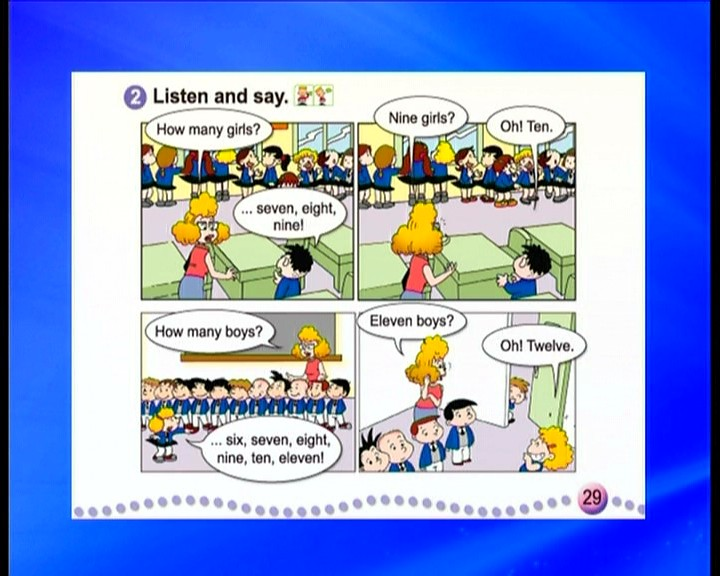 2 Listen and say.
How many girls?
... seven, eight,
nine!
Nine girls?
Oh! Ten.
How many boys?
... six, seven, eight,
nine, ten, eleven!
Eleven boys?
Oh! Twelve.
29